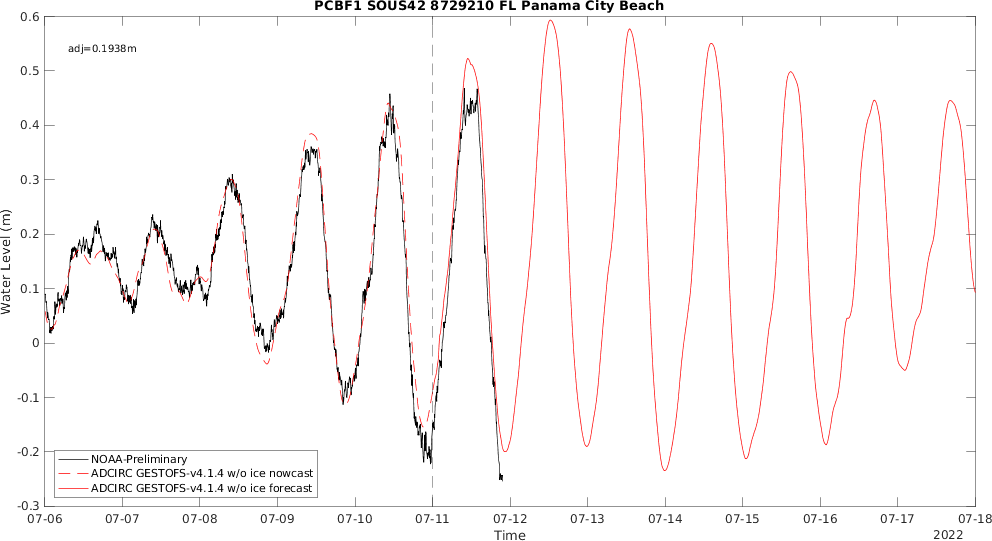 PCBF1 SOUS42 8729210 FL Panama City Beach
adj=0.1938m
0.6
0.5
0.4
0.3
0.2
0.1
0
-0.1
-0.2
-0.3
Water Level (m)
NOAA-Preliminary
ADCIRC GESTOFS-v4.1.4 w/o ice nowcast
ADCIRC GESTOFS-v4.1.4 w/o ice forecast
07-06 07-07 07-08 07-09 07-10 07-11 07-12 07-13 07-14 07-15 07-16 07-17 07-18
Time
2022